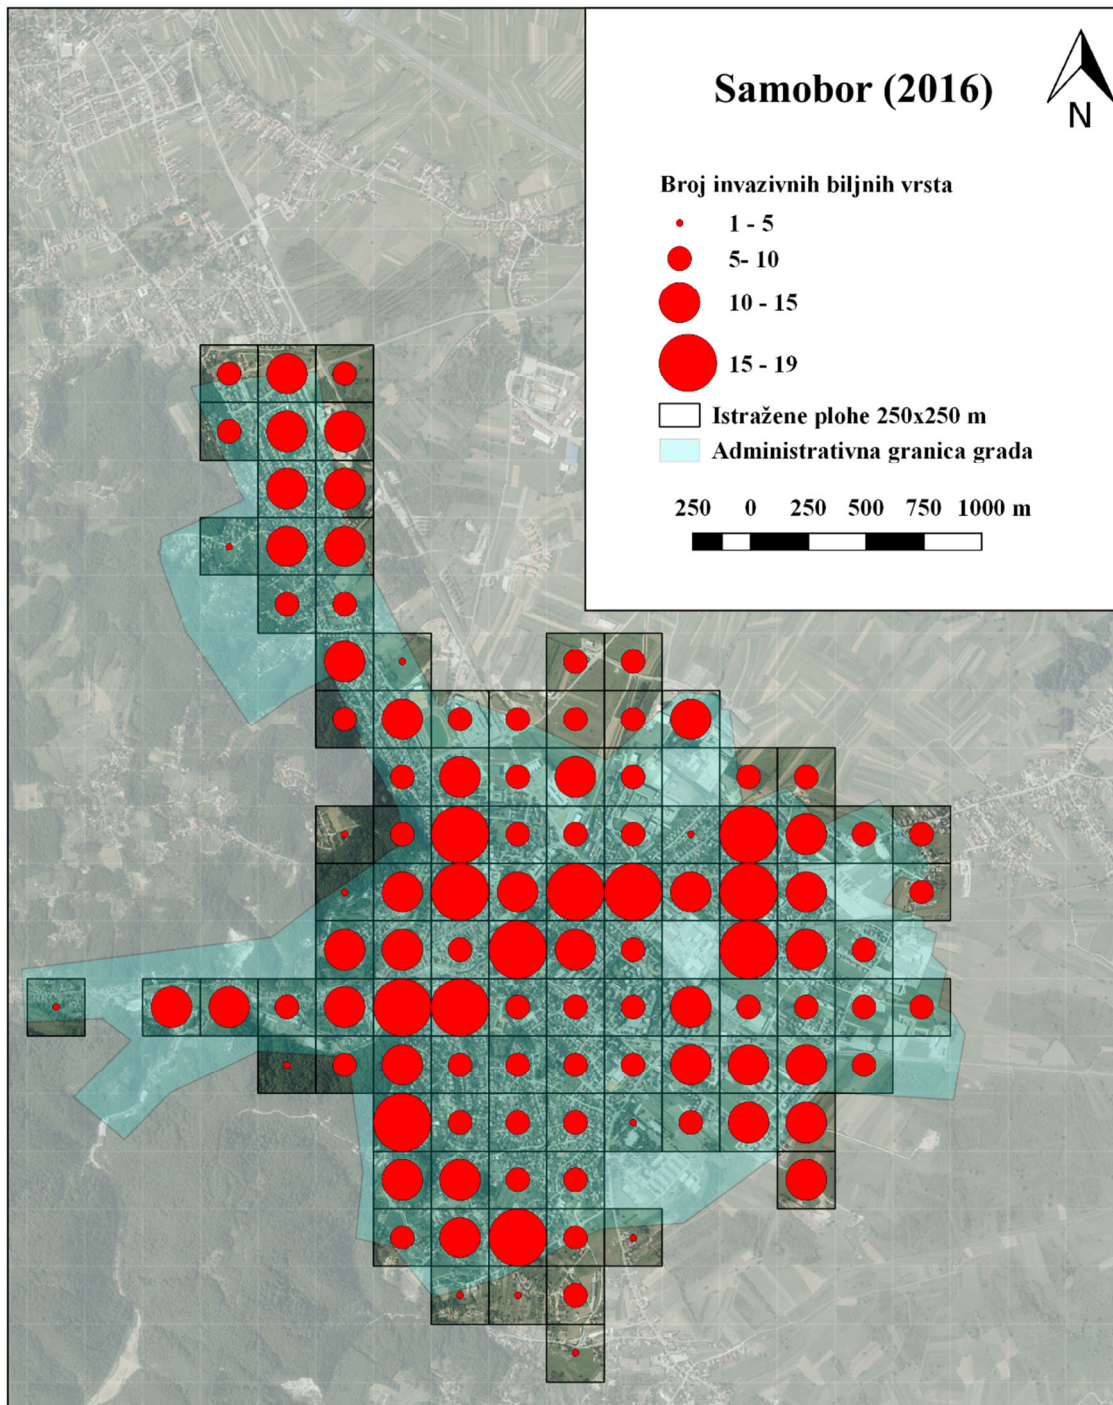 Samobor (2016)
N
Broj invazivnih biljnih vrsta
1 - 5
5- 10
10 - 15
15 - 19
Istražene plohe 250x250 m
Administrativna granica grada
250 0 250 500 750 1000 m